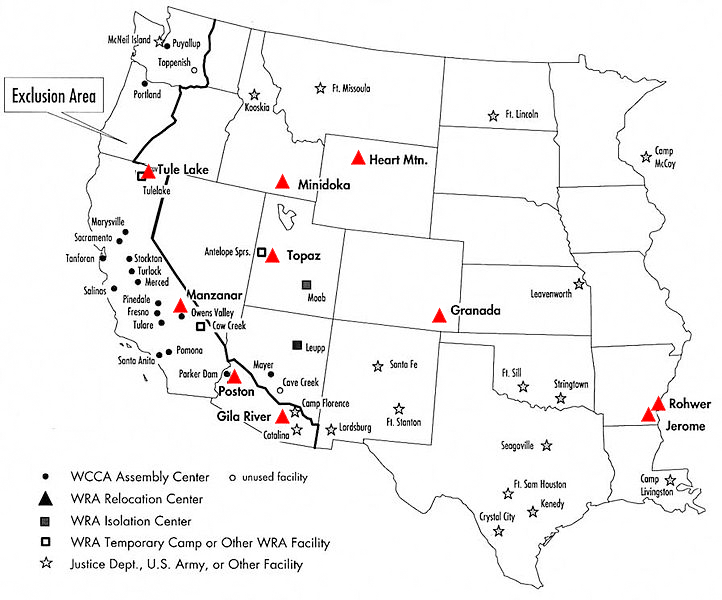 McNeil Island
Puyallup
Toppenish
Portland
Exclusion Area
Kooskia
Ft. Missoula
Ft. Lincoln
Camp
McCoy
Heart Mtn.
Tule Lake
Tulelake
Minidoka
Marysville
Sacramento
Tanforan
Stockton
Turlock
Merced
Salinas
Antelope Sprs.
Topaz
Moab
Leavenworth
Granada
Manzanar
Pinedale
Owens Valley
Fresno
Tulare
Cow Creek
Pomona
Santa Anita
Parker Dam
Poston
Mayer
Leupp
Cave Creek
Santa Fe
Ft. Sill
Stringtown
Camp Florence
Gila River
Catalina
Lordsburg
Ft. Stanton
Rohwer
Jerome
Seagoville
Ft. Sam Houston
Kenedy
Crystal City
Camp
Livingston
WCCA Assembly Center
unused facility
WRA Relocation Center
WRA Isolation Center
WRA Temporary Camp or Other WRA Facility
Justice Dept., U.S. Army, or Other Facility